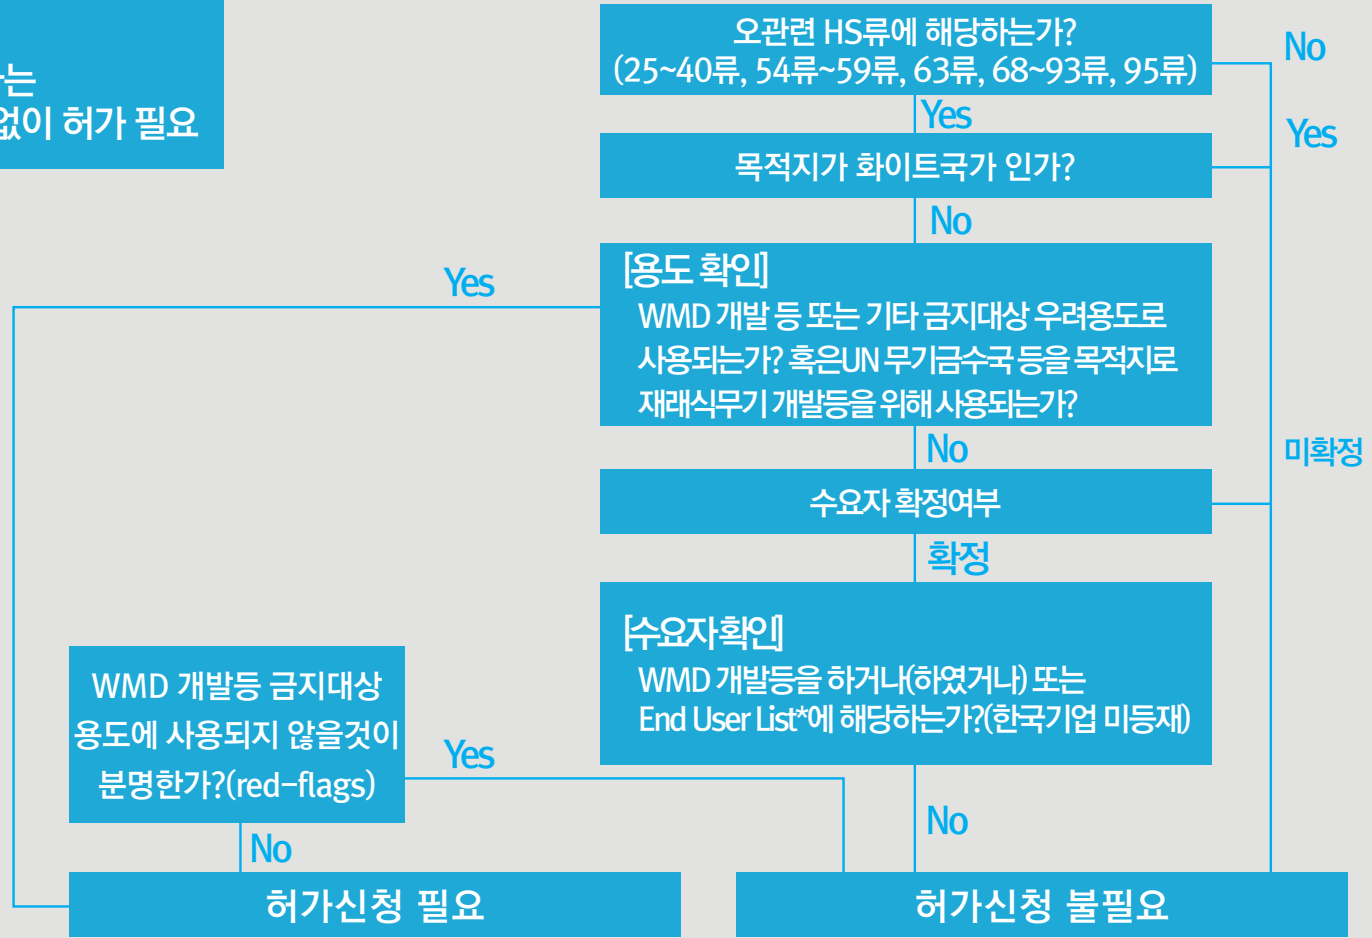 는
없이 허가 필요
오관련 HS류에 해당하는가?
(25~40류, 54류~59류, 63류, 68~93류, 95류)
No
Yes
목적지가 화이트국가 인가?
Yes
No
[용도 확인]
WMD 개발 등 또는 기타 금지대상 우려용도로
사용되는가? 혹은UN 무기금수국 등을 목적지로
재래식무기 개발등을 위해 사용되는가?
Yes
No
수요자 확정여부
미확정
확정
[수요자확인]
WMD 개발등을 하거나(하였거나) 또는
End User List*에 해당하는가?(한국기업 미등재)
WMD 개발등 금지대상
용도에 사용되지 않을것이
분명한가?(red-flags)
Yes
No
No
허가신청 필요
허가신청 불필요